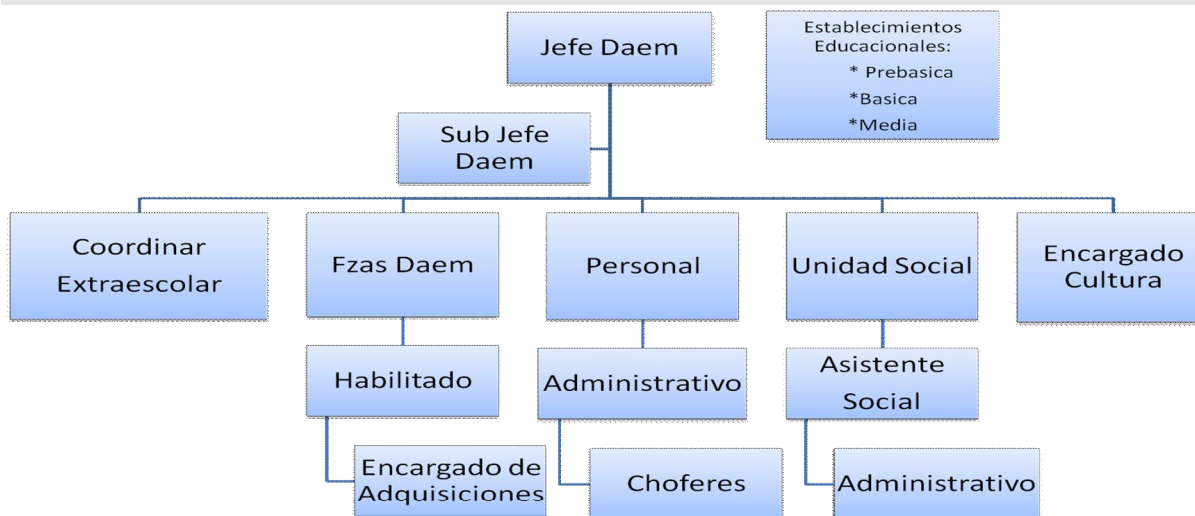 Jefe Daem
Establecimientos
Educacionales:
* Prebasica
*Basica
*Media
Sub Jefe
Daem
Coordinar
Extraescolar
Fzas Daem
Personal
Unidad Social
Encargado
Cultura
Habilitado
Administrativo
Asistente
Social
Encargado de
Adquisiciones
Choferes
Administrativo